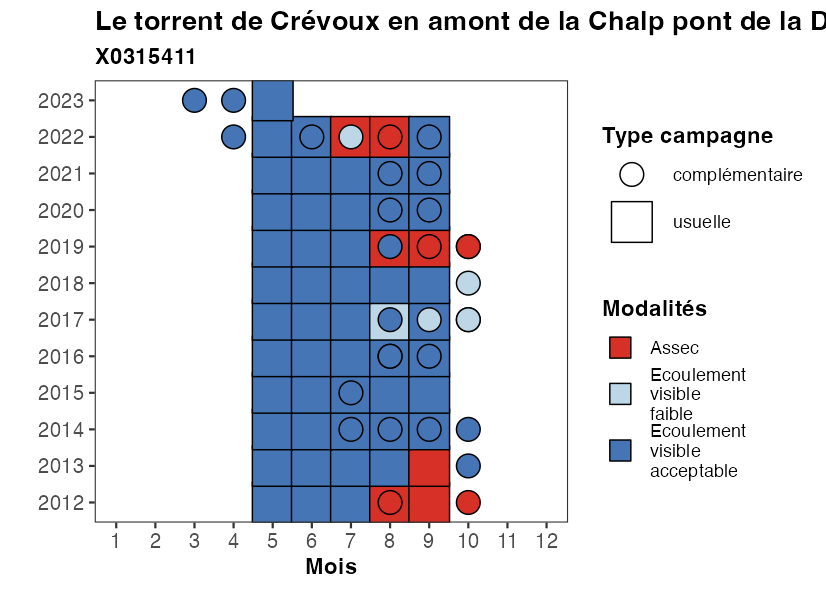 Le torrent de Crévoux en amont de la Chalp pont de la D
X0315411
2023
2022
2021
2020
2019
2018
2017
2016
2015
2014
2013
2012
1 2 3 4 5 6 7 8 9 10 11 12
Mois
Type campagne
complémentaire
usuelle
Modalités
Assec
Ecoulement
visible
faible
Ecoulement
visible
acceptable